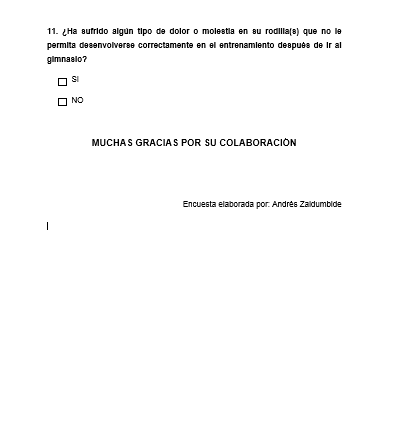 11. ¿Ha sufrido algún tipo de dolor o molestia en su rodilla(s) que no le
permita desenvolverse correctamente en el entrenamiento después de ir al
gimnasio?
SI
NO
MUCHAS GRACIAS POR SU COLABORACIÓN
Encuesta elaborada por: Andrés Zaldumbide